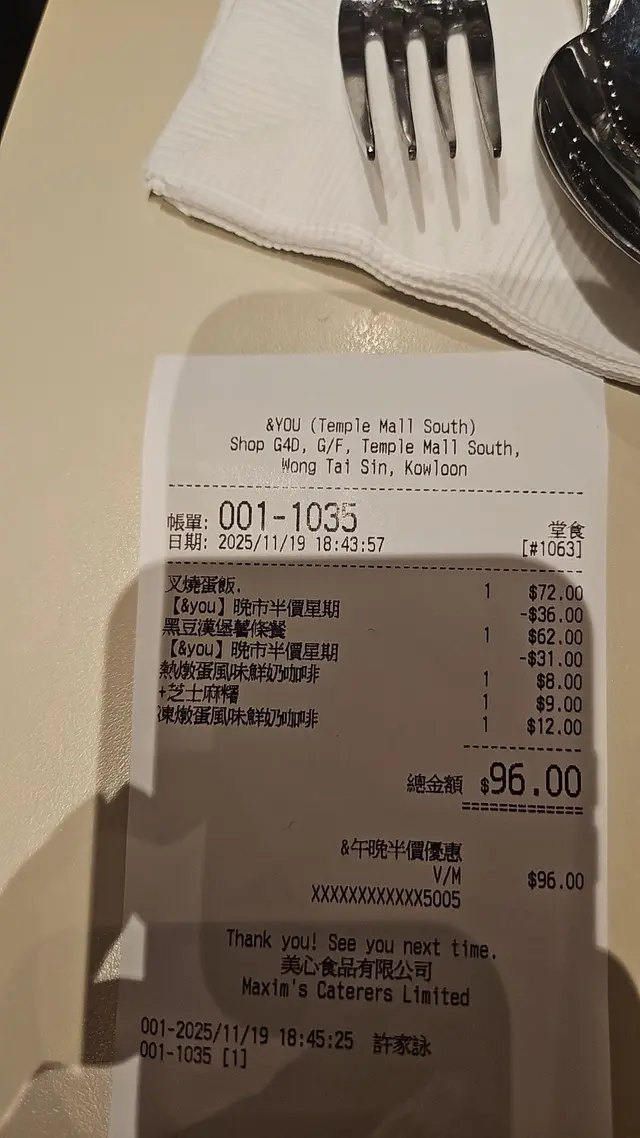 &YOU (Temple Mall South)
Shop G4D, G/F, Temple Mall South,
Wong Tai Sin, Kowloon
帳單: 001-1035 堂食
日期: 2025/11/19 18:43:57 [#1063]
叉燒蛋飯. 1 $72.00
【&you】晚市半價星期 -$36.00
黑豆漢堡薯條餐 1 $62.00
【&you】晚市半價星期 -$31.00
熱燉蛋風味鮮奶咖啡 1 $8.00
+芝士麻糬 1 $9.00
凍燉蛋風味鮮奶咖啡 1 $12.00
總金額 $96.00
&午晚半價優惠
V/M $96.00
XXXXXXXXXXXX5005
Thank you! See you next time.
美心食品有限公司
Maxim's Caterers Limited
001-2025/11/19 18:45:25 許家詠
001-1035 [1]